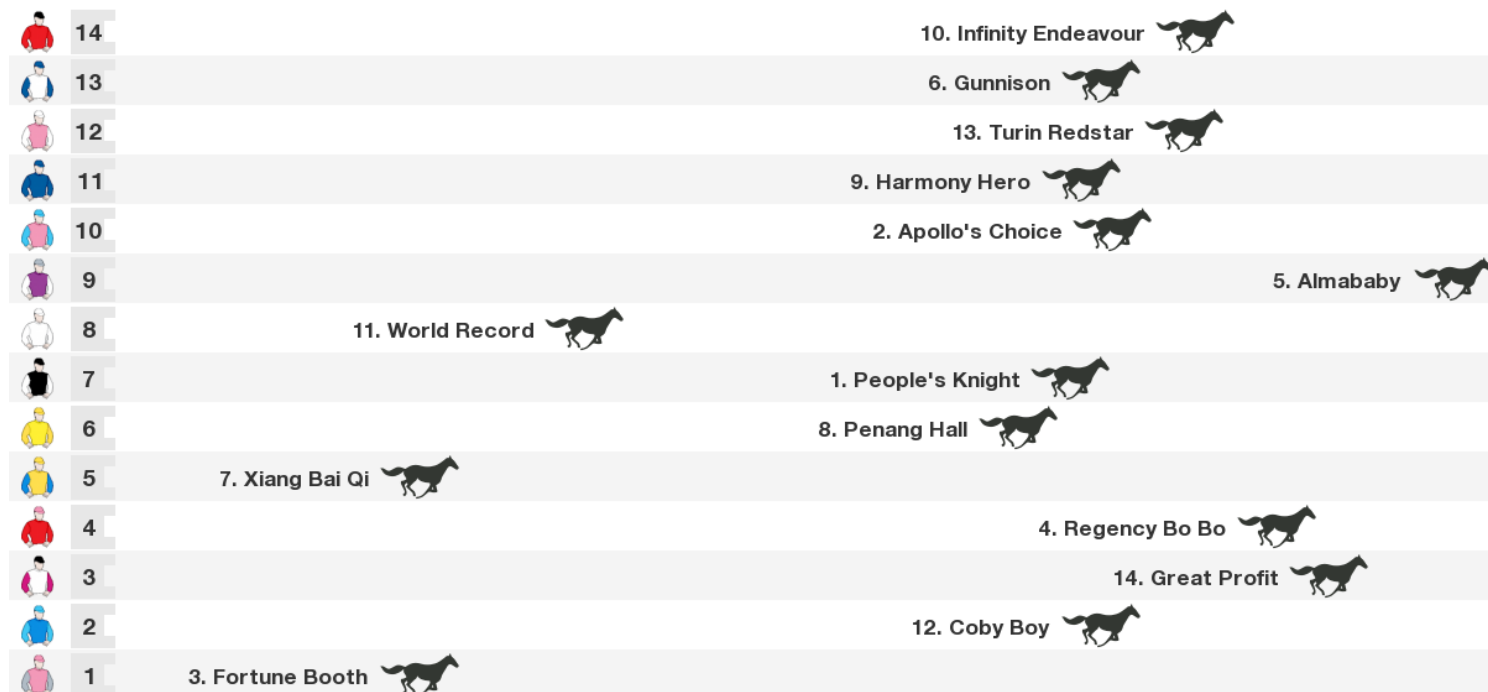 14 10. Infinity Endeavour
13 6. Gunnison
12 13. Turin Redstar
11 9. Harmony Hero
10 2. Apollo's Choice
9 5. Almababy
8 11. World Record
7 1. People's Knight
6 8. Penang Hall
5 7. Xiang Bai Qi
4 4. Regency Bo Bo
3 14. Great Profit
2 12. Coby Boy
1 3. Fortune Booth